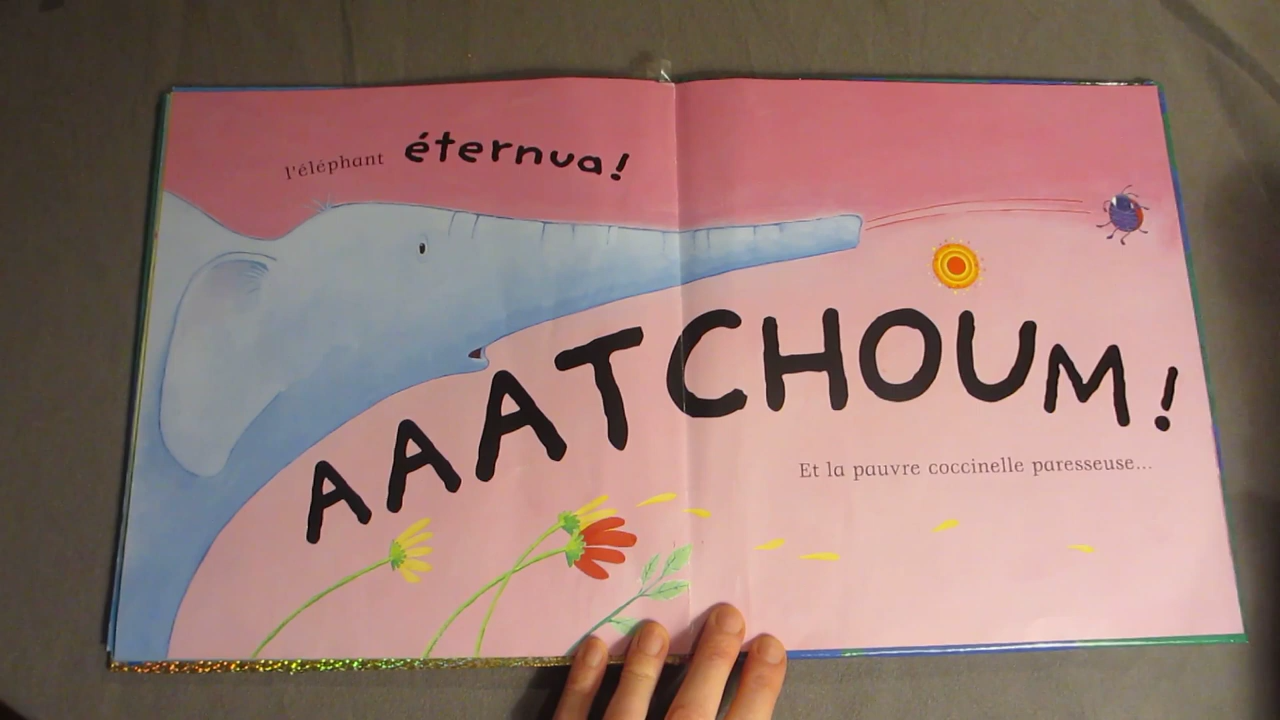 l'éléphant éternua!
AAATCHOUM!
Et la pauvre coccinelle paresseuse...